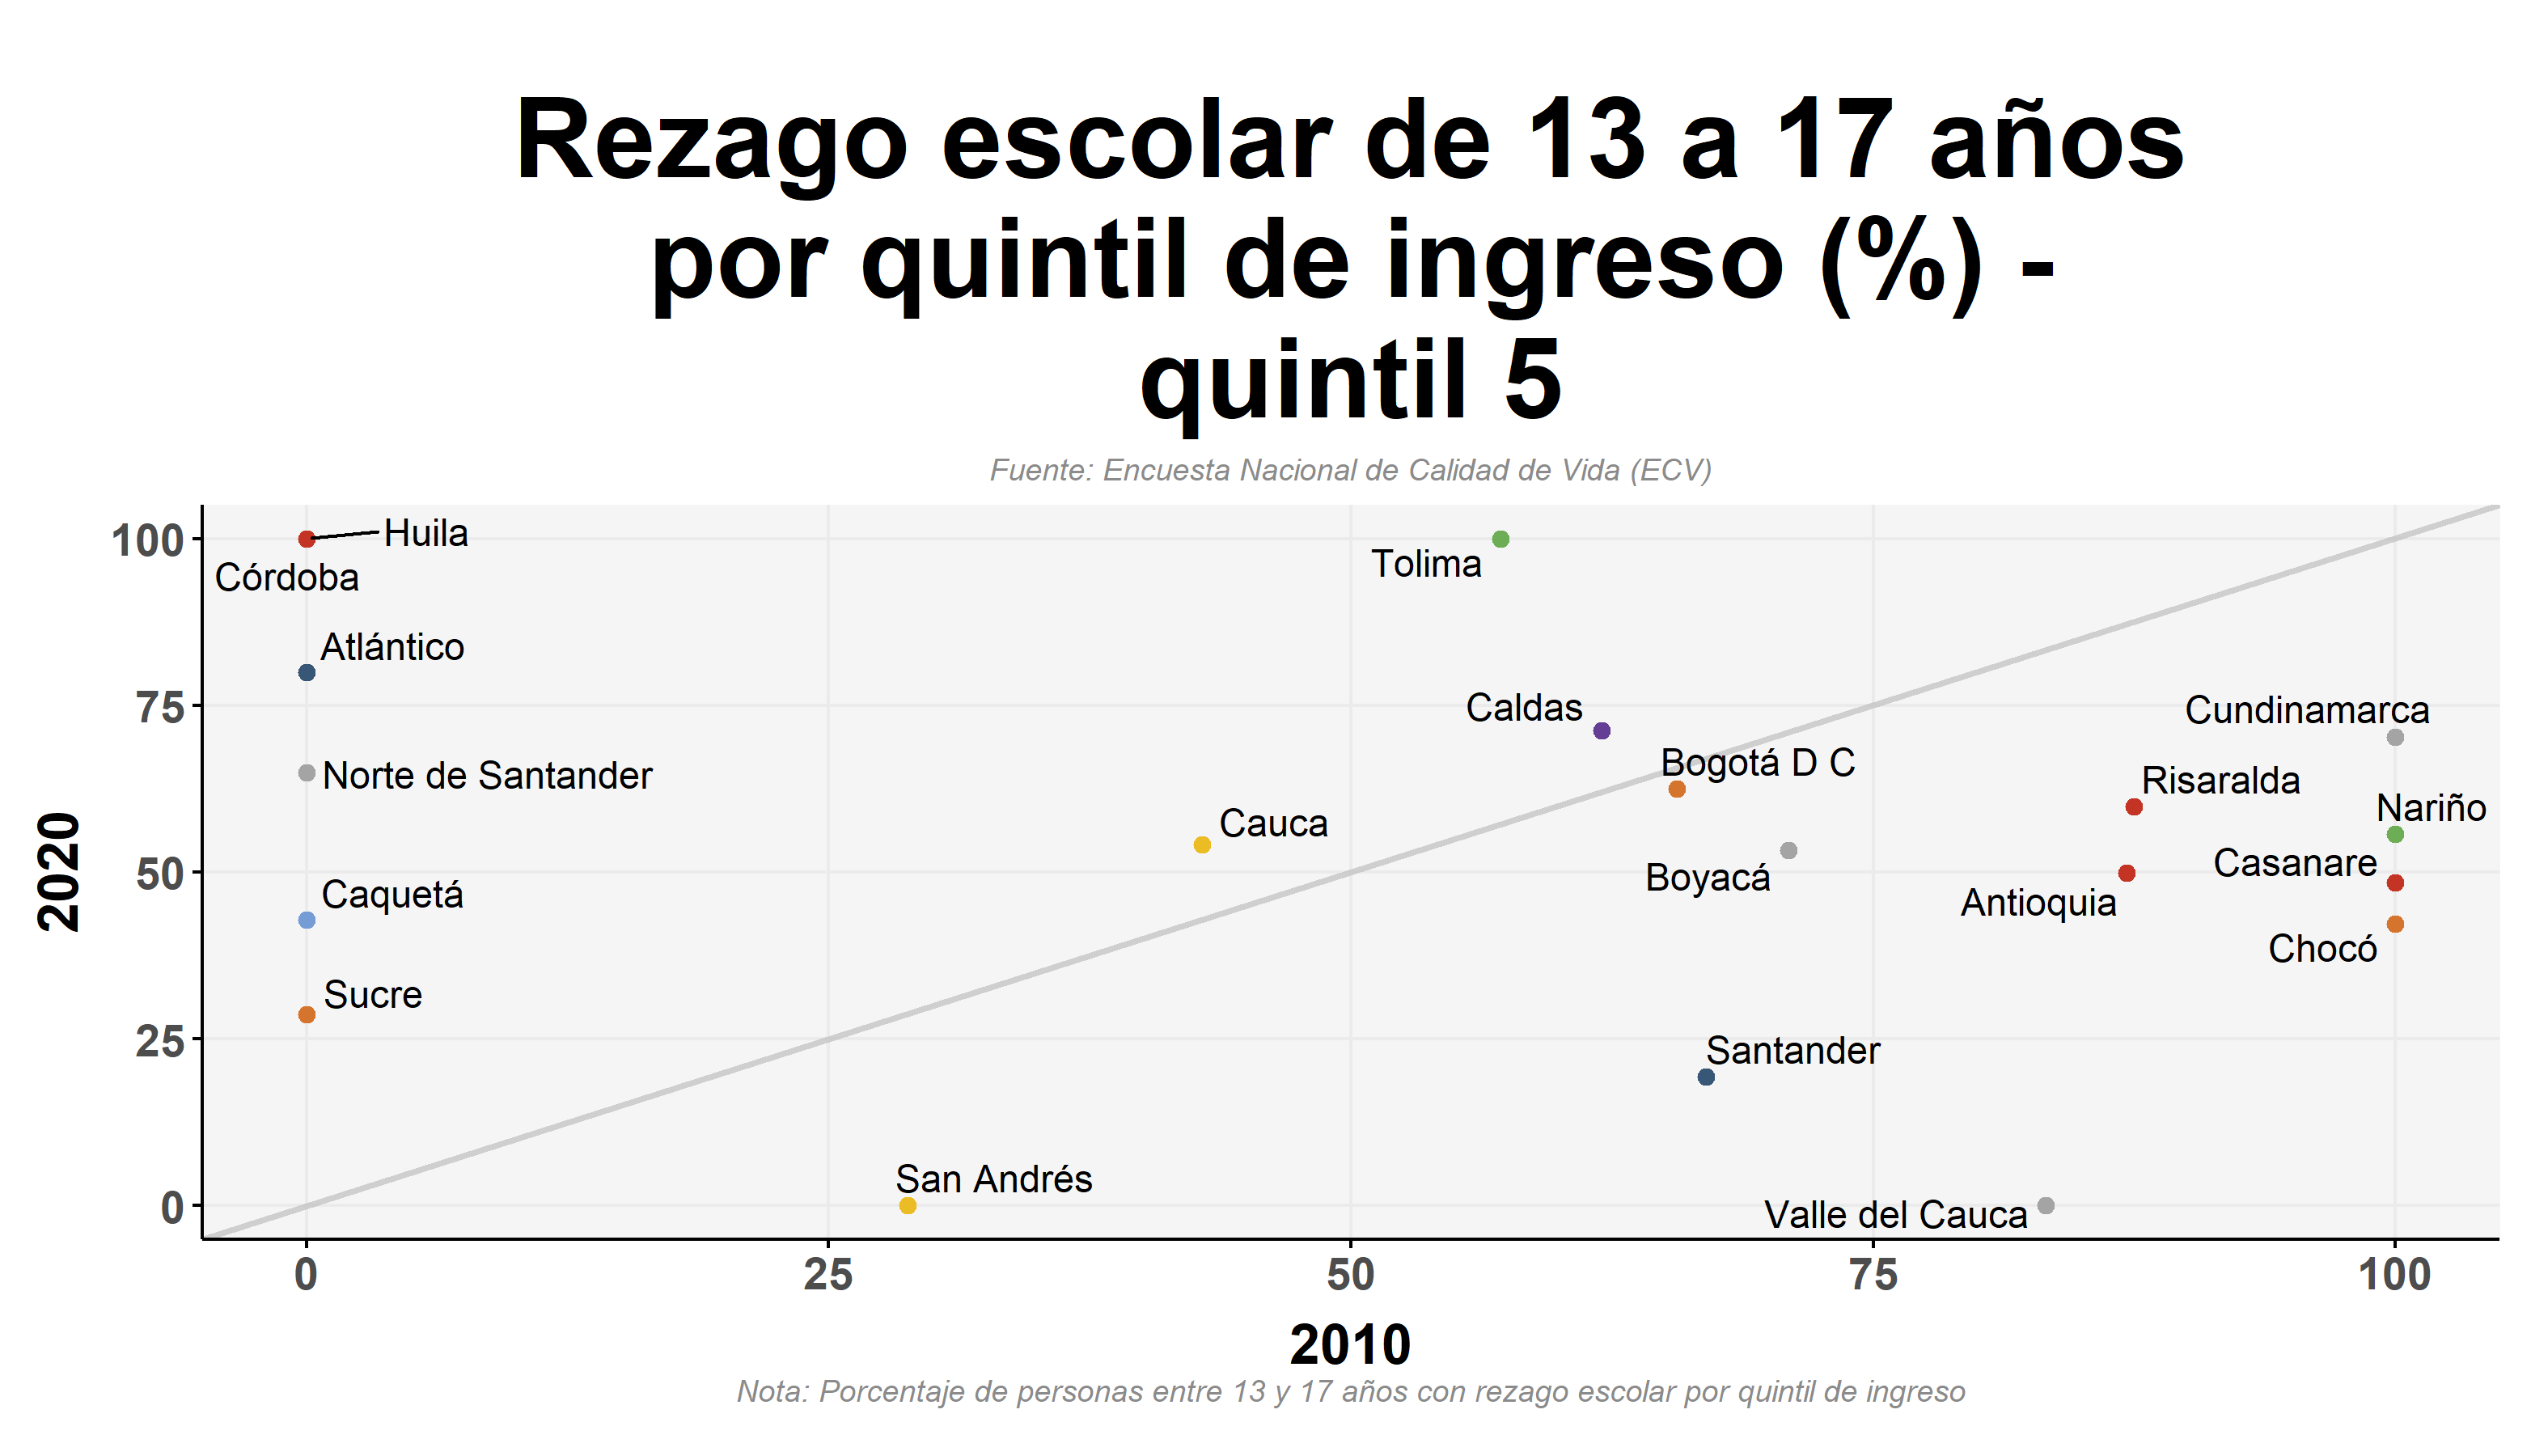 Rezago escolar de 13 a 17 años
por quintil de ingreso (%) -
quintil 5
Fuente: Encuesta Nacional de Calidad de Vida (ECV)
100
75
50
25
0
2020
Huila
Córdoba
Tolima
Atlántico
Caldas
Cundinamarca
Norte de Santander
Bogotá D C
Risaralda
Nariño
Cauca
Casanare
Boyacá
Caquetá
Antioquia
Chocó
Sucre
Santander
San Andrés
Valle del Cauca
0
25
50
75
100
2010
Nota: Porcentaje de personas entre 13 y 17 años con rezago escolar por quintil de ingreso